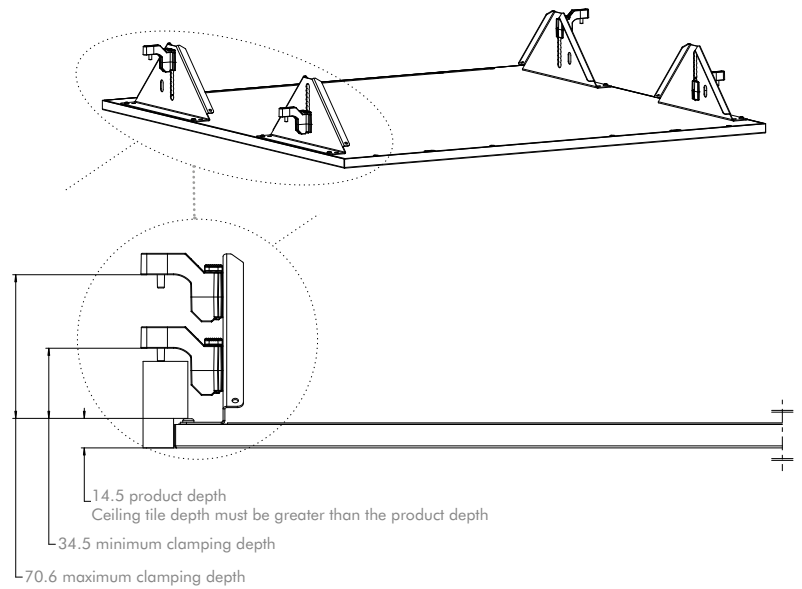 14.5 product depth
Ceiling tile depth must be greater than the product depth
34.5 minimum clamping depth
70.6 maximum clamping depth